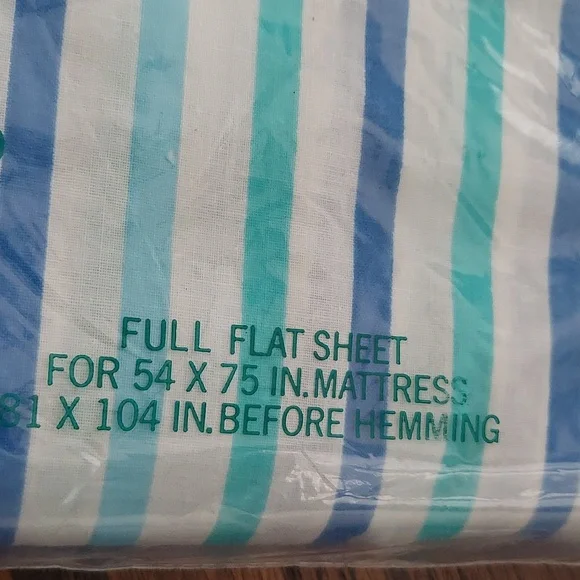 FULL FLAT SHEET
FOR 54 X 75 IN. MATTRESS
81 X 104 IN. BEFORE HEMMING